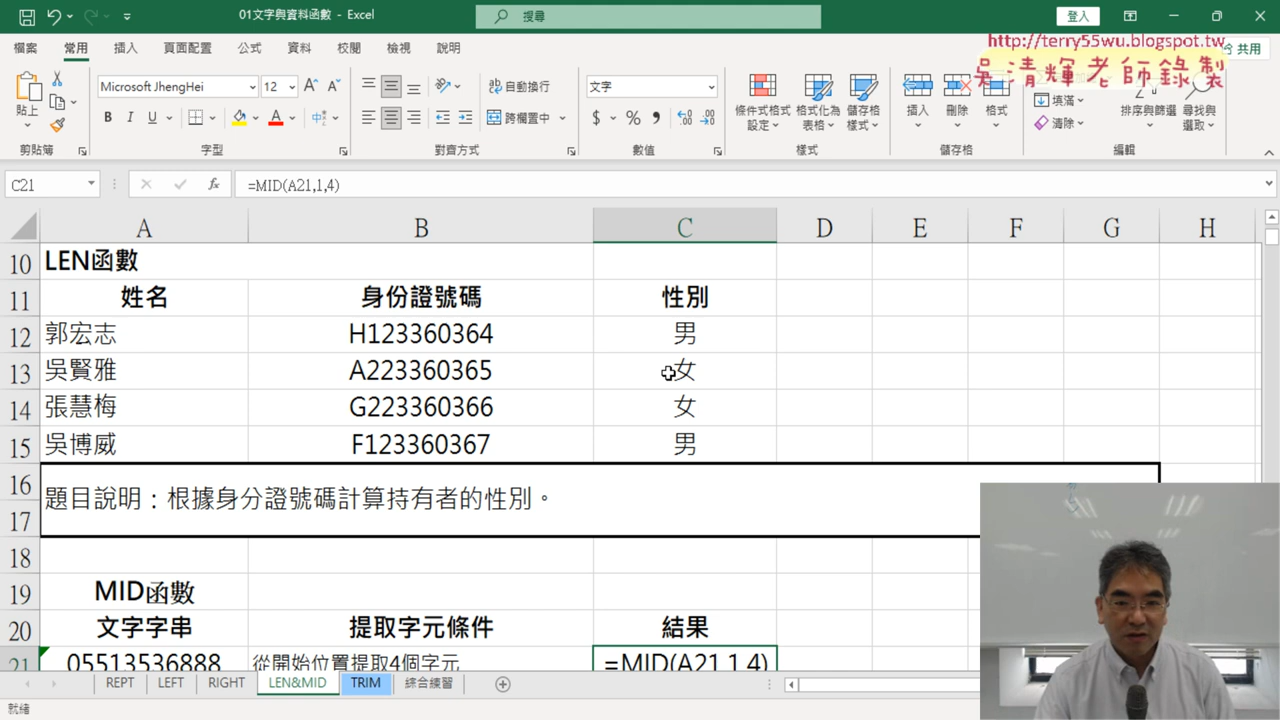 01文字與資料函數 - Excel
搜尋
登入
檔案 常用 插入 頁面配置 公式 資料 校閱 檢視 說明
共用
http://terry55wu.blogspot.tw
吳清輝老師錄製
貼上
Microsoft JhengHei 12
自動換行
文字
B I U A
跨欄置中
$ % 9
條件式格式設定
格式化為表格
儲存格樣式
插入 刪除 格式
填滿
清除
排序與篩選
尋找與選取
剪貼簿 字型 對齊方式 數值 樣式 儲存格 編輯
C21 fx =MID(A21,1,4)
A B C D E F G H
10 LEN函數
11 姓名 身份證號碼 性別
12 郭宏志 H123360364 男
13 吳賢雅 A223360365 女
14 張慧梅 G223360366 女
15 吳博威 F123360367 男
16
題目說明：根據身分證號碼計算持有者的性別。
17
18
19 MID函數
20 文字字串 提取字元條件 結果
21 05513536888 從開始位置提取4個字元 =MID(A21,1,4)
REPT LEFT RIGHT LEN&MID TRIM 綜合練習
就緒